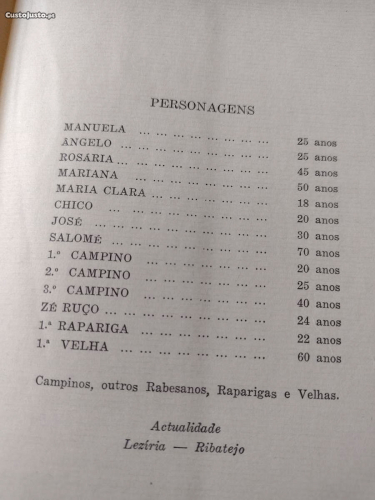 CustoJusto.pt
PERSONAGENS
MANUELA ... ... ... ... ... ... ... 25 anos
ÂNGELO ... ... ... ... ... ... ... 25 anos
ROSÁRIA ... ... ... ... ... ... ... 45 anos
MARIANA ... ... ... ... ... ... ... 50 anos
MARIA CLARA ... ... ... ... ... ... 18 anos
CHICO ... ... ... ... ... ... ... 20 anos
JOSÉ ... ... ... ... ... ... ... ... 30 anos
SALOMÉ ... ... ... ... ... ... ... 70 anos
1.º CAMPINO ... ... ... ... ... ... 20 anos
2.º CAMPINO ... ... ... ... ... ... 25 anos
3.º CAMPINO ... ... ... ... ... ... 40 anos
ZÉ RUÇO ... ... ... ... ... ... ... 24 anos
1.ª RAPARIGA ... ... ... ... ... ... 22 anos
1.ª VELHA ... ... ... ... ... ... ... 60 anos
Campinos, outros Rabesanos, Raparigas e Velhas.
Actualidade
Lezíria — Ribatejo